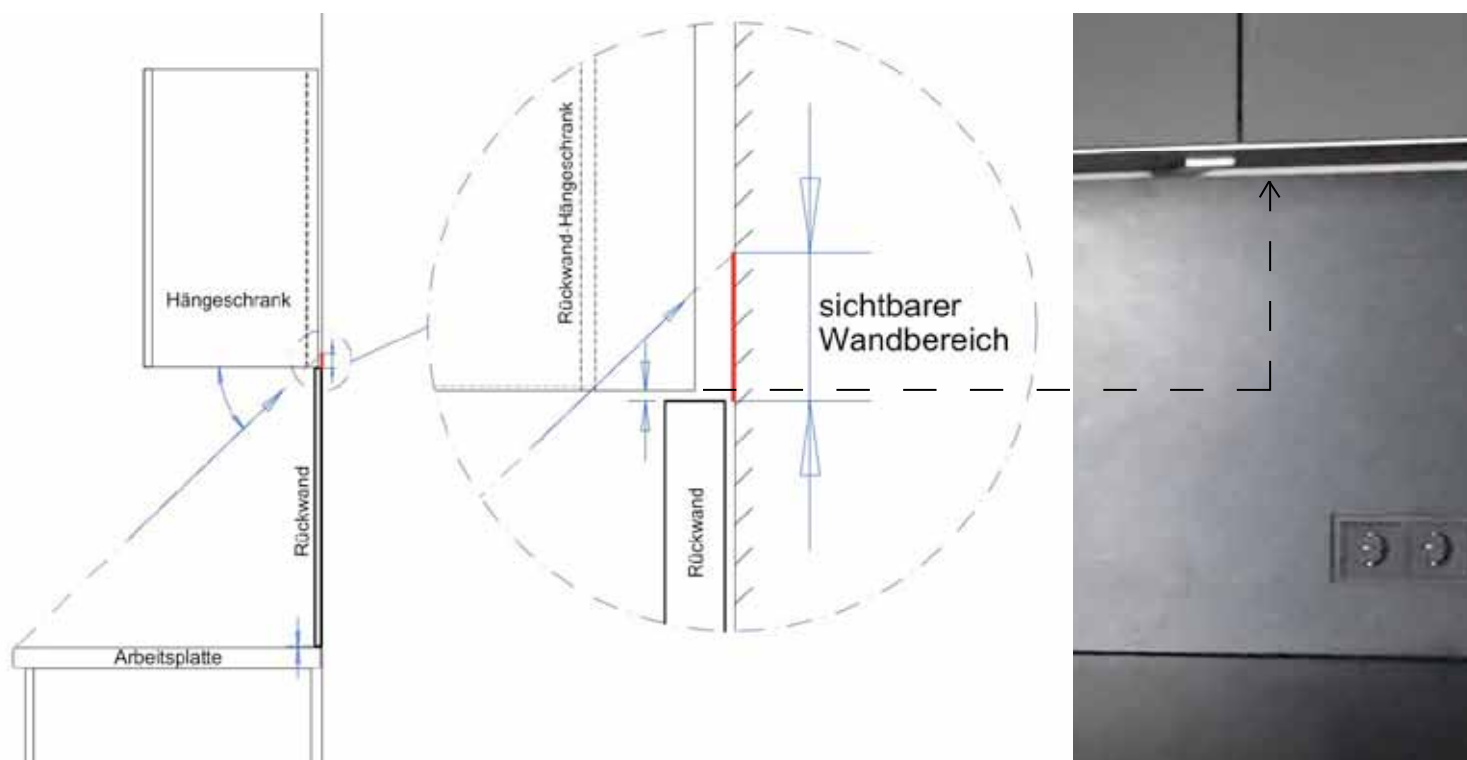 Hängeschrank
Rückwand
Arbeitsplatte
Rückwand-Hängeschrank
Rückwand
sichtbarer
Wandbereich